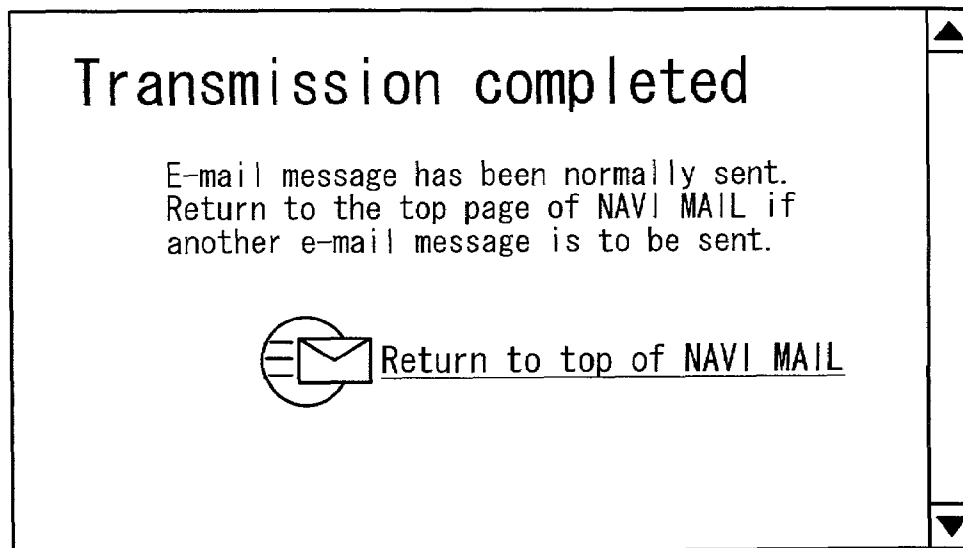 Transmission completed
E-mail message has been normally sent.
Return to the top page of NAVI MAIL if
another e-mail message is to be sent.
Return to top of NAVI MAIL